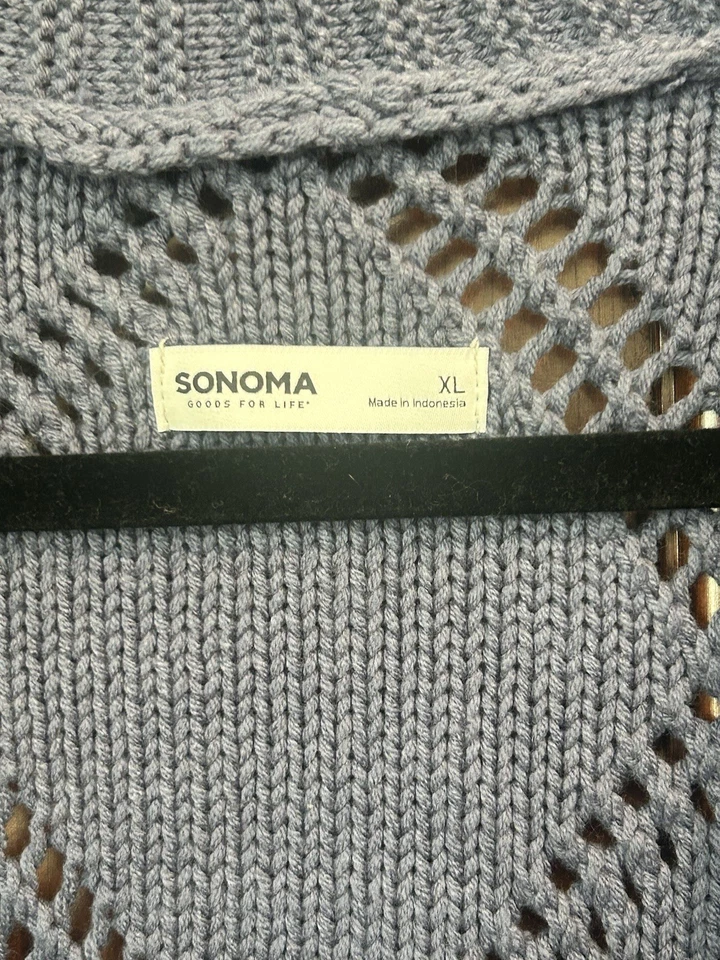 SONOMA
GOODS FOR LIFE*
XL
Made in Indonesia